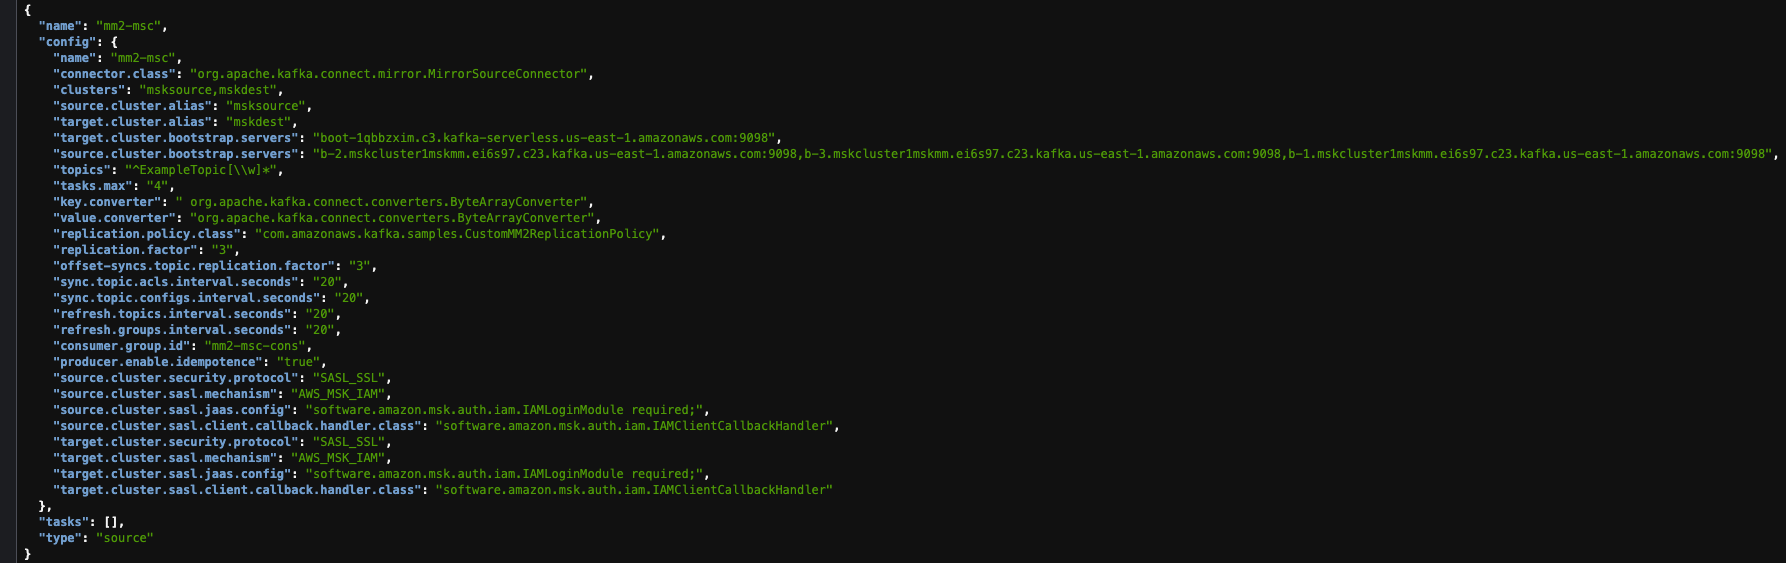 {
  "name": "mm2-msc",
  "config": {
    "name": "mm2-msc",
    "connector.class": "org.apache.kafka.connect.mirror.MirrorSourceConnector",
    "clusters": "msksource,mskdest",
    "source.cluster.alias": "msksource",
    "target.cluster.alias": "mskdest",
    "target.cluster.bootstrap.servers": "boot-1qbbzxim.c3.kafka-serverless.us-east-1.amazonaws.com:9098",
    "source.cluster.bootstrap.servers": "b-2.mskcluster1mskmm.ei6s97.c23.kafka.us-east-1.amazonaws.com:9098,b-3.mskcluster1mskmm.ei6s97.c23.kafka.us-east-1.amazonaws.com:9098,b-1.mskcluster1mskmm.ei6s97.c23.kafka.us-east-1.amazonaws.com:9098",
    "topics": "^ExampleTopic[\\w]*",
    "tasks.max": "4",
    "key.converter": " org.apache.kafka.connect.converters.ByteArrayConverter",
    "value.converter": "org.apache.kafka.connect.converters.ByteArrayConverter",
    "replication.policy.class": "com.amazonaws.kafka.samples.CustomMM2ReplicationPolicy",
    "replication.factor": "3",
    "offset-syncs.topic.replication.factor": "3",
    "sync.topic.acls.interval.seconds": "20",
    "sync.topic.configs.interval.seconds": "20",
    "refresh.topics.interval.seconds": "20",
    "refresh.groups.interval.seconds": "20",
    "consumer.group.id": "mm2-msc-cons",
    "producer.enable.idempotence": "true",
    "source.cluster.security.protocol": "SASL_SSL",
    "source.cluster.sasl.mechanism": "AWS_MSK_IAM",
    "source.cluster.sasl.jaas.config": "software.amazon.msk.auth.iam.IAMLoginModule required;",
    "source.cluster.sasl.client.callback.handler.class": "software.amazon.msk.auth.iam.IAMClientCallbackHandler",
    "target.cluster.security.protocol": "SASL_SSL",
    "target.cluster.sasl.mechanism": "AWS_MSK_IAM",
    "target.cluster.sasl.jaas.config": "software.amazon.msk.auth.iam.IAMLoginModule required;",
    "target.cluster.sasl.client.callback.handler.class": "software.amazon.msk.auth.iam.IAMClientCallbackHandler"
  },
  "tasks": [],
  "type": "source"
}